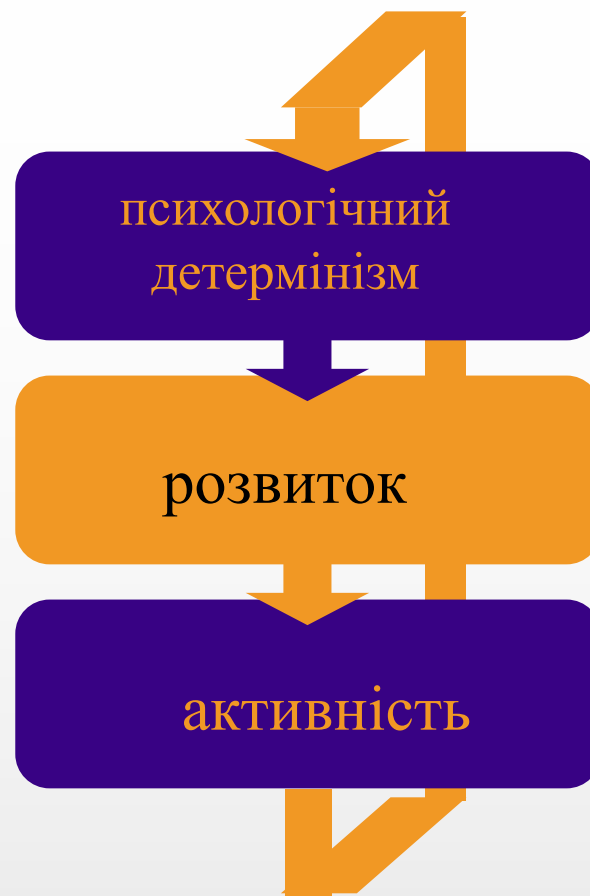 психологічний
детермінізм
розвиток
активність